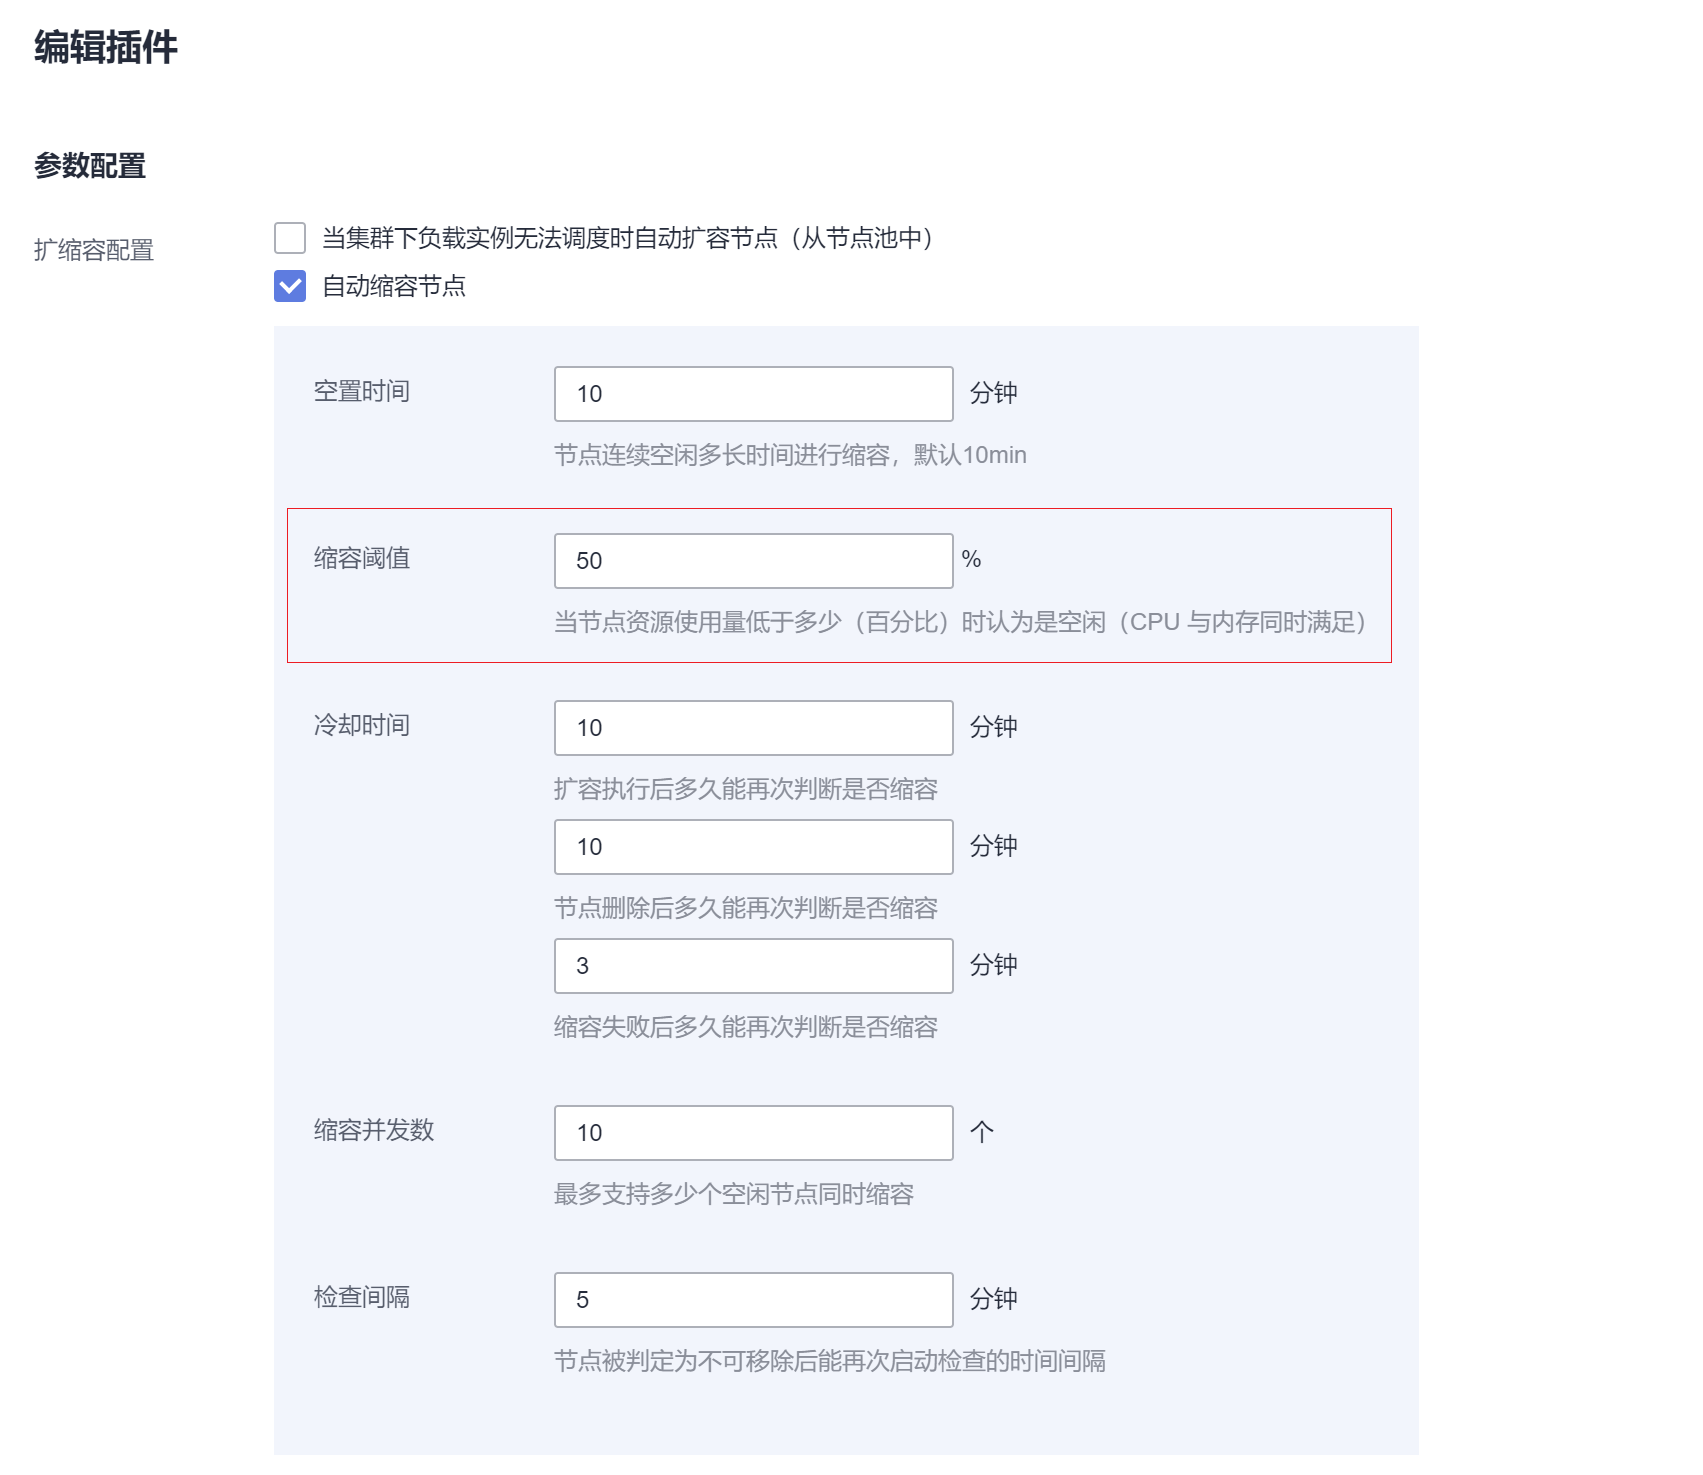 编辑插件
参数配置
扩缩容配置
当集群下负载实例无法调度时自动扩容节点（从节点池中）
自动缩容节点
空置时间 10 分钟
节点连续空闲多长时间进行缩容，默认10min
缩容阈值 50 %
当节点资源使用量低于多少（百分比）时认为是空闲（CPU 与内存同时满足）
冷却时间 10 分钟
扩容执行后多久能再次判断是否缩容
10 分钟
节点删除后多久能再次判断是否缩容
3 分钟
缩容失败后多久能再次判断是否缩容
缩容并发数 10 个
最多支持多少个空闲节点同时缩容
检查间隔 5 分钟
节点被判定为不可移除后能再次启动检查的时间间隔